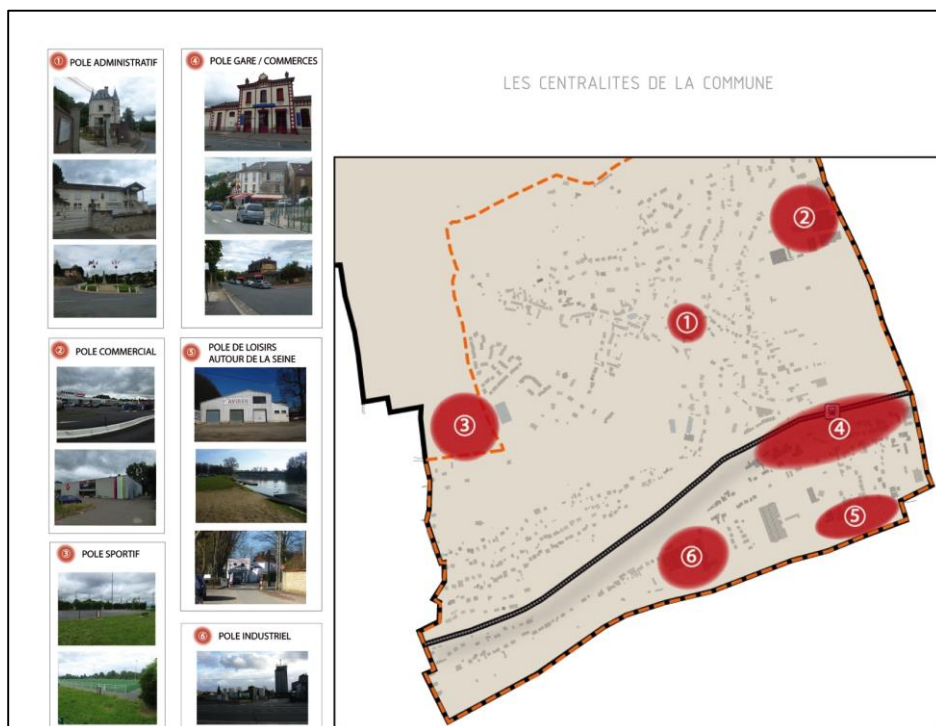 ① POLE ADMINISTRATIF
④ POLE GARE / COMMERCES
LES CENTRALITES DE LA COMMUNE
② POLE COMMERCIAL
⑤ POLE DE LOISIRS
AUTOUR DE LA SEINE
③ POLE SPORTIF
⑥ POLE INDUSTRIEL
②
①
③
④
⑤
⑥